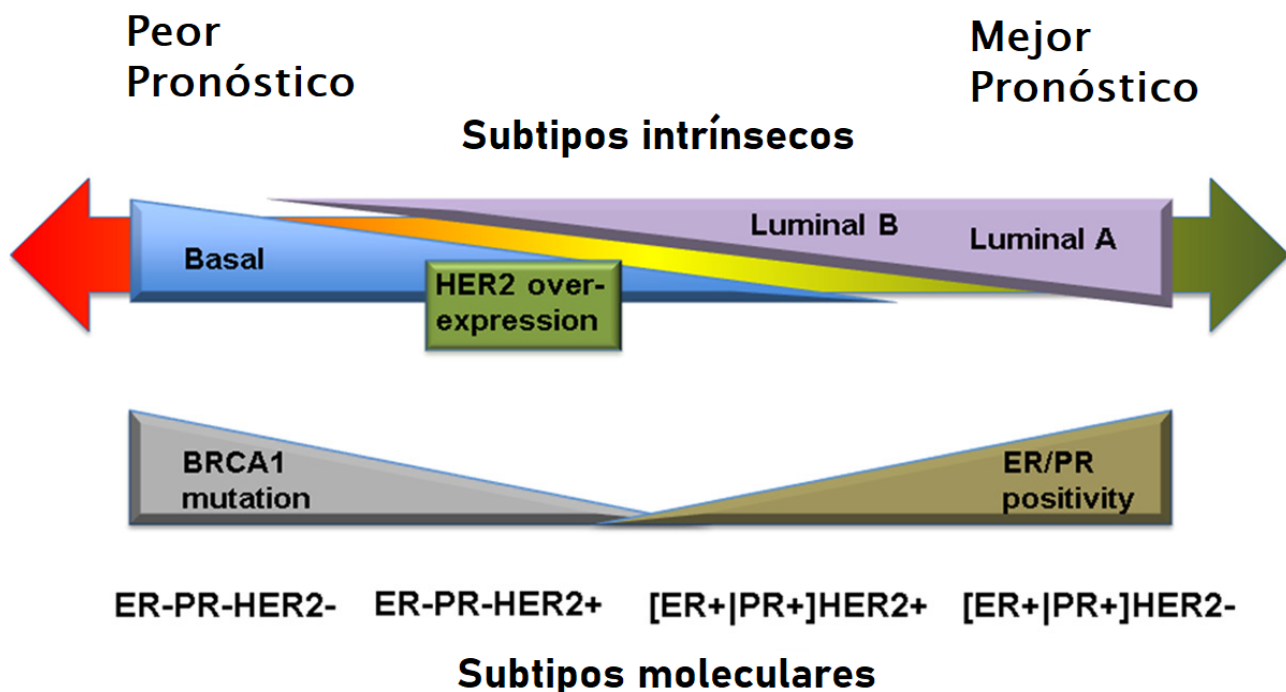 Peor
Pronóstico
Mejor
Pronóstico
Subtipos intrínsecos
Luminal B
Luminal A
Basal
HER2 over-
expression
BRCA1
mutation
ER/PR
positivity
ER-PR-HER2-
ER-PR-HER2+
[ER+|PR+]HER2+
[ER+|PR+]HER2-
Subtipos moleculares